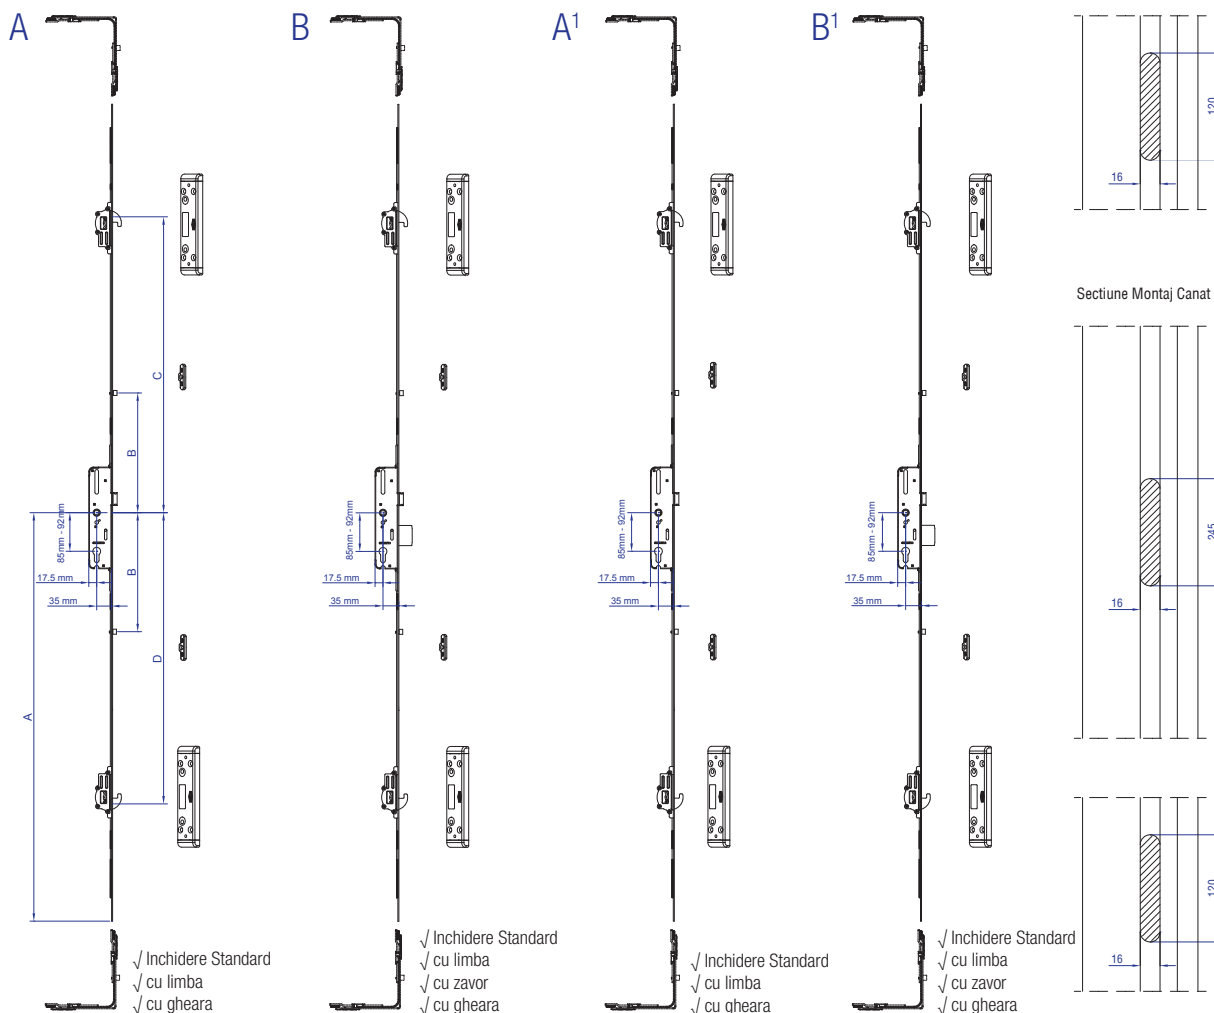 A
B
A¹
B¹
120
16
Sectiune Montaj Canat
C
B
85mm - 92mm
85mm - 92mm
85mm - 92mm
85mm - 92mm
245
B
17.5 mm
17.5 mm
17.5 mm
17.5 mm
35 mm
35 mm
35 mm
35 mm
16
D
A
120
16
√ Inchidere Standard
√ cu limba
√ cu gheara
√ Inchidere Standard
√ cu limba
√ cu zavor
√ cu gheara
√ Inchidere Standard
√ cu limba
√ cu gheara
√ Inchidere Standard
√ cu limba
√ cu zavor
√ cu gheara